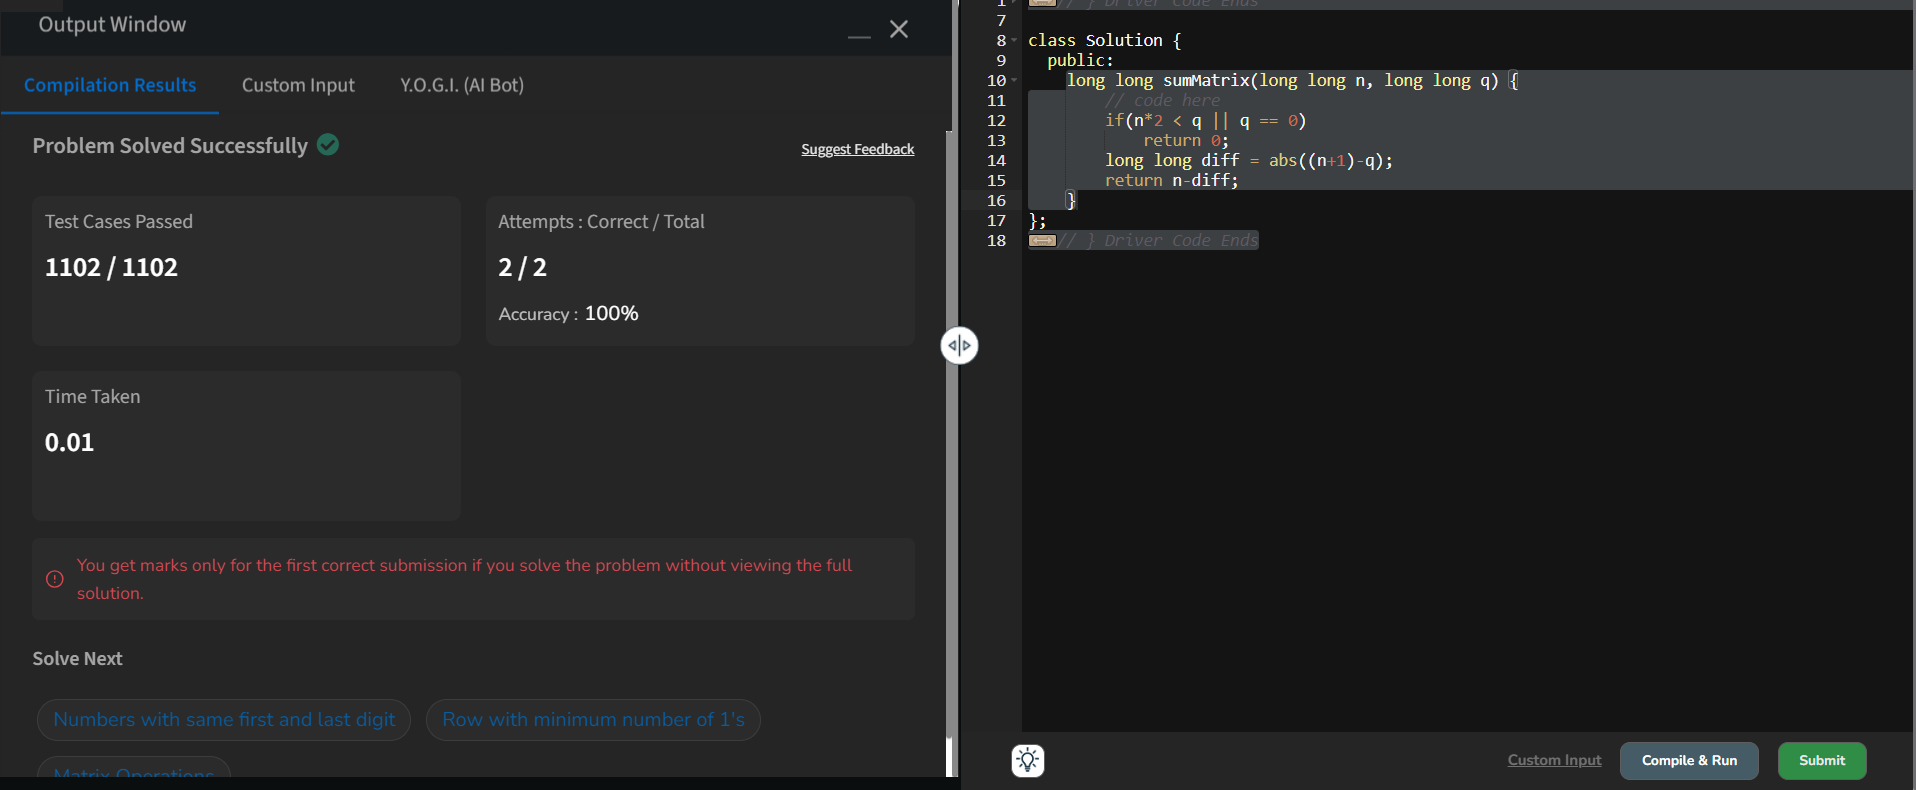 Output Window
Compilation Results
Custom Input
Y.O.G.I. (AI Bot)
Problem Solved Successfully
Suggest Feedback
Test Cases Passed
1102 / 1102
Attempts : Correct / Total
2 / 2
Accuracy : 100%
Time Taken
0.01
You get marks only for the first correct submission if you solve the problem without viewing the full
solution.
Solve Next
Numbers with same first and last digit
Row with minimum number of 1's
Matrix Operations
1 // } Driver Code Ends
7
8 class Solution {
9   public:
10     long long sumMatrix(long long n, long long q) {
11         // code here
12         if(n*2 < q || q == 0)
13             return 0;
14         long long diff = abs((n+1)-q);
15         return n-diff;
16     }
17 };
18 // } Driver Code Ends
Custom Input
Compile & Run
Submit